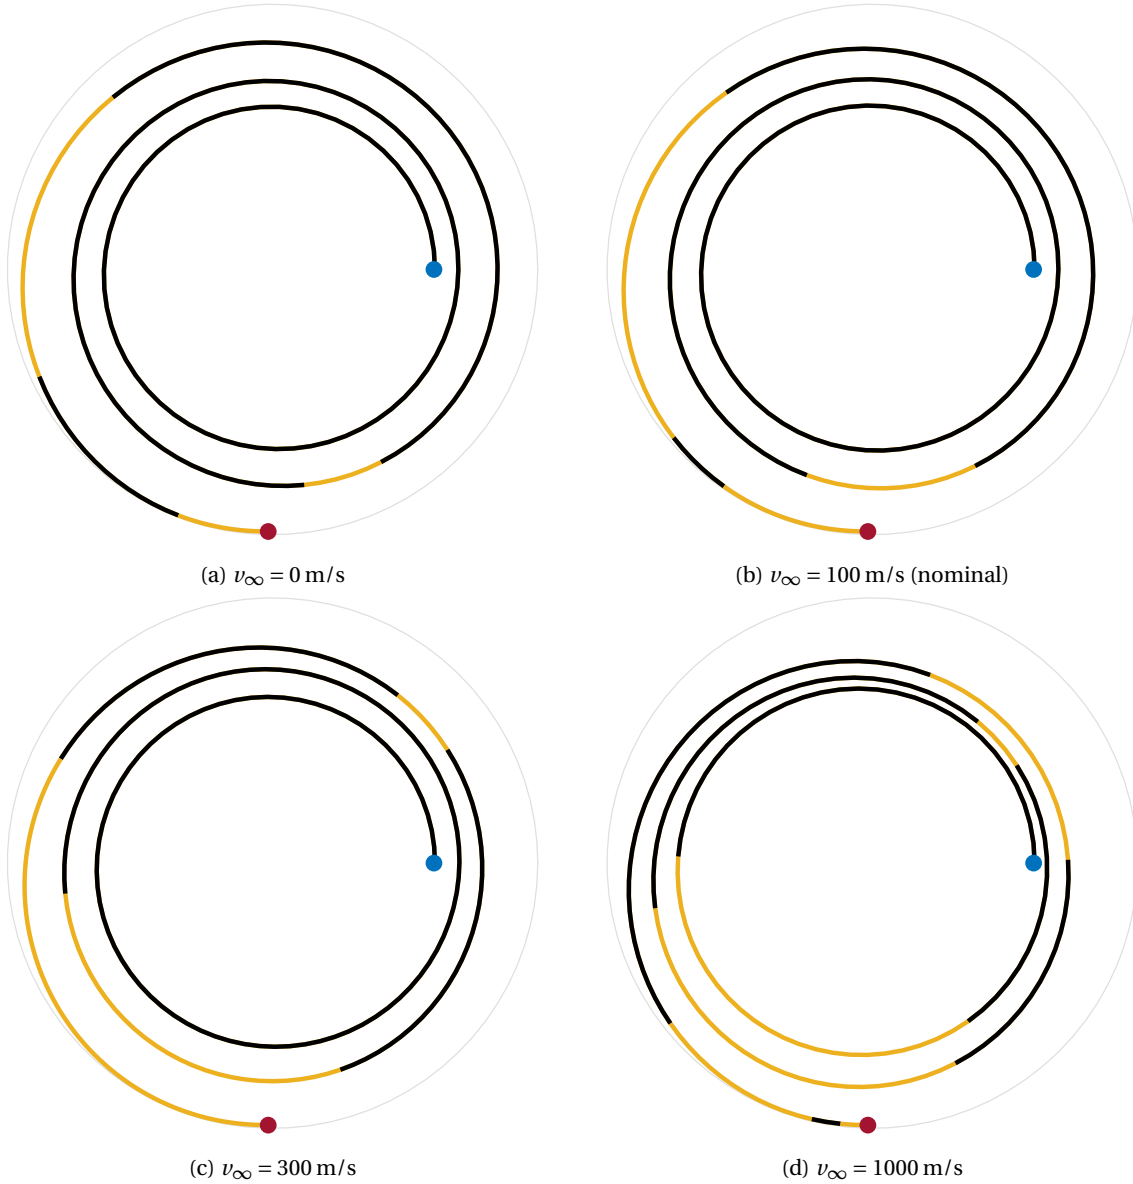 (a) v∞ = 0 m/s
(b) v∞ = 100 m/s (nominal)
(c) v∞ = 300 m/s
(d) v∞ = 1000 m/s